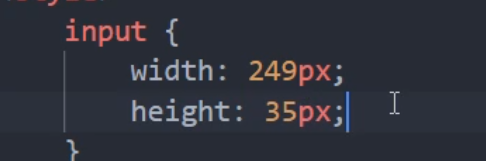 input {
width: 249px;
height: 35px;
}